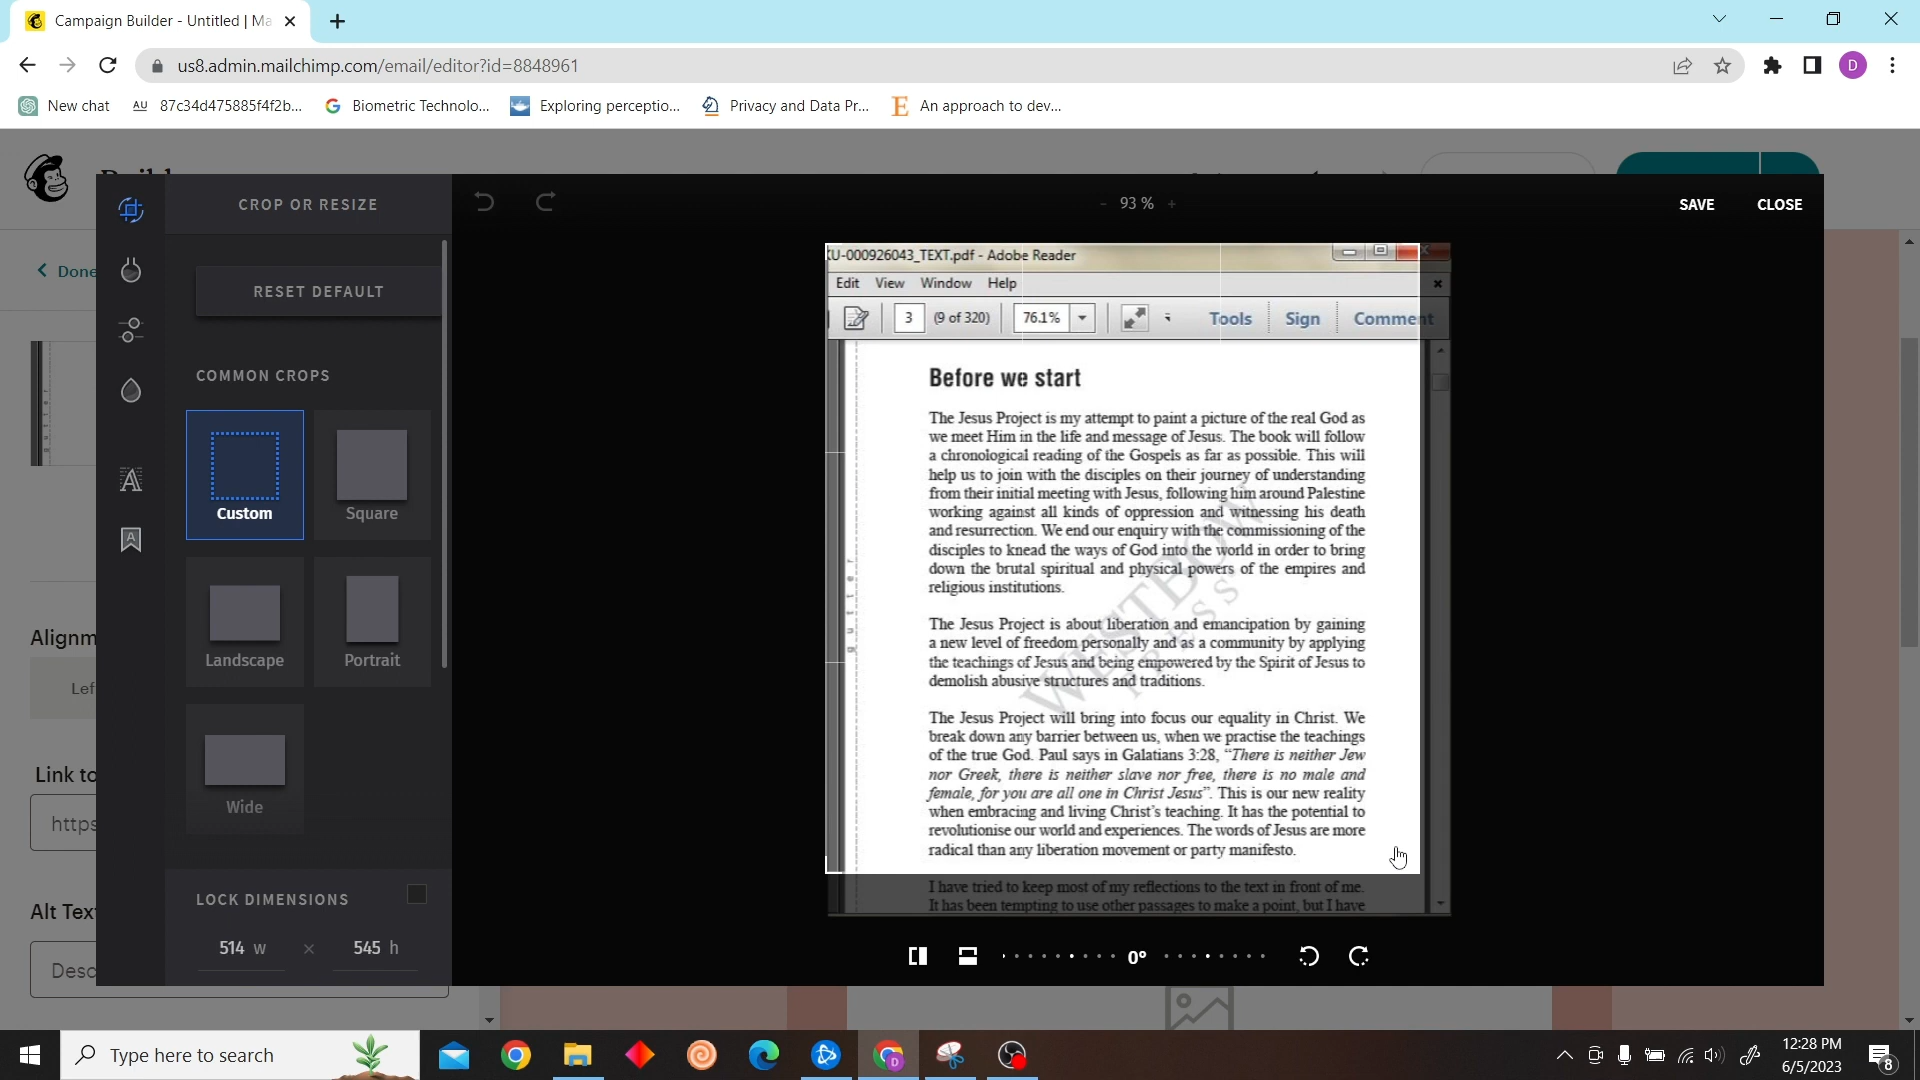 Campaign Builder - Untitled | Ma
us8.admin.mailchimp.com/email/editor?id=8848961
D
New chat
AU 87c34d475885f4f2b...
Biometric Technolo...
Exploring perceptio...
Privacy and Data Pr...
E An approach to dev...
CROP OR RESIZE
- 93 % +
SAVE
CLOSE
Done
RESET DEFAULT
COMMON CROPS
Custom
Square
Landscape
Portrait
Wide
LOCK DIMENSIONS
514 w × 545 h
Alignm
Lef
Link to
https
Alt Tex
Desc
U-000926043_TEXT.pdf - Adobe Reader
Edit View Window Help
3 (9 of 320) 76.1% Tools Sign Comment
Before we start
The Jesus Project is my attempt to paint a picture of the real God as
we meet Him in the life and message of Jesus. The book will follow
a chronological reading of the Gospels as far as possible. This will
help us to join with the disciples on their journey of understanding
from their initial meeting with Jesus, following him around Palestine
working against all kinds of oppression and witnessing his death
and resurrection. We end our enquiry with the commissioning of the
disciples to knead the ways of God into the world in order to bring
down the brutal spiritual and physical powers of the empires and
religious institutions.
The Jesus Project is about liberation and emancipation by gaining
a new level of freedom personally and as a community by applying
the teachings of Jesus and being empowered by the Spirit of Jesus to
demolish abusive structures and traditions.
The Jesus Project will bring into focus our equality in Christ. We
break down any barrier between us, when we practise the teachings
of the true God. Paul says in Galatians 3:28, “There is neither Jew
nor Greek, there is neither slave nor free, there is no male and
female, for you are all one in Christ Jesus”. This is our new reality
when embracing and living Christ’s teaching. It has the potential to
revolutionise our world and experiences. The words of Jesus are more
radical than any liberation movement or party manifesto.
I have tried to keep most of my reflections to the text in front of me.
It has been tempting to use other passages to make a point, but I have
gutter
WESTBOW
PRESS
0°
Type here to search
12:28 PM
6/5/2023
8